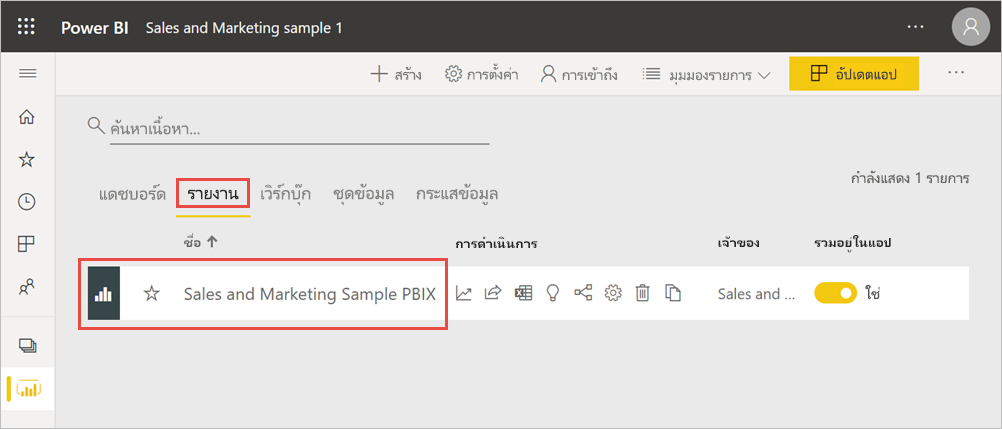 Power BI Sales and Marketing sample 1
สร้าง การตั้งค่า การเข้าถึง มุมมองรายการ อัปเดตแอป
ค้นหาเนื้อหา...
แดชบอร์ด รายงาน เวิร์กบุ๊ก ชุดข้อมูล กระแสข้อมูล กำลังแสดง 1 รายการ
ชื่อ การดำเนินการ เจ้าของ รวมอยู่ในแอป
Sales and Marketing Sample PBIX Sales and ... ใช่